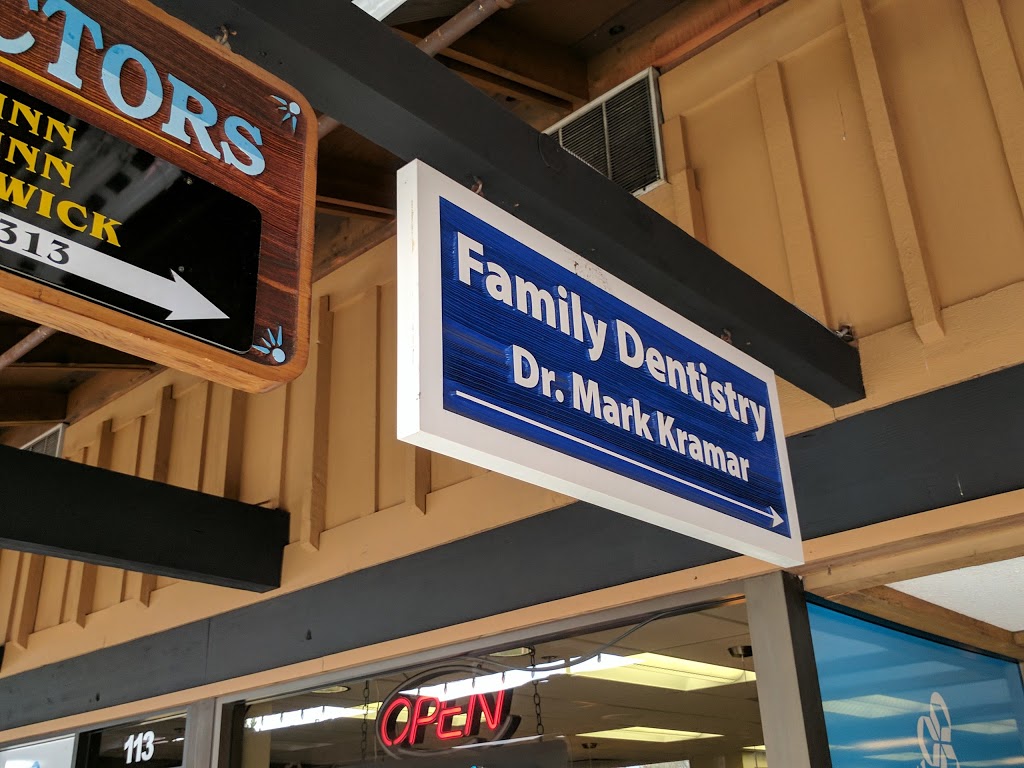 CTORS
INN
INN
WICK
313
Family Dentistry
Dr. Mark Kramar
OPEN
113